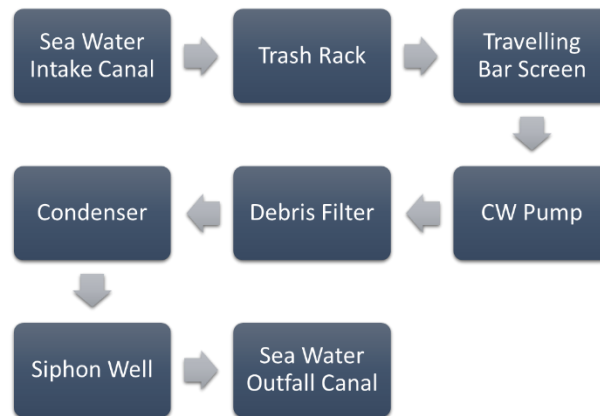 Sea Water
Intake Canal
Trash Rack
Travelling
Bar Screen
CW Pump
Debris Filter
Condenser
Siphon Well
Sea Water
Outfall Canal